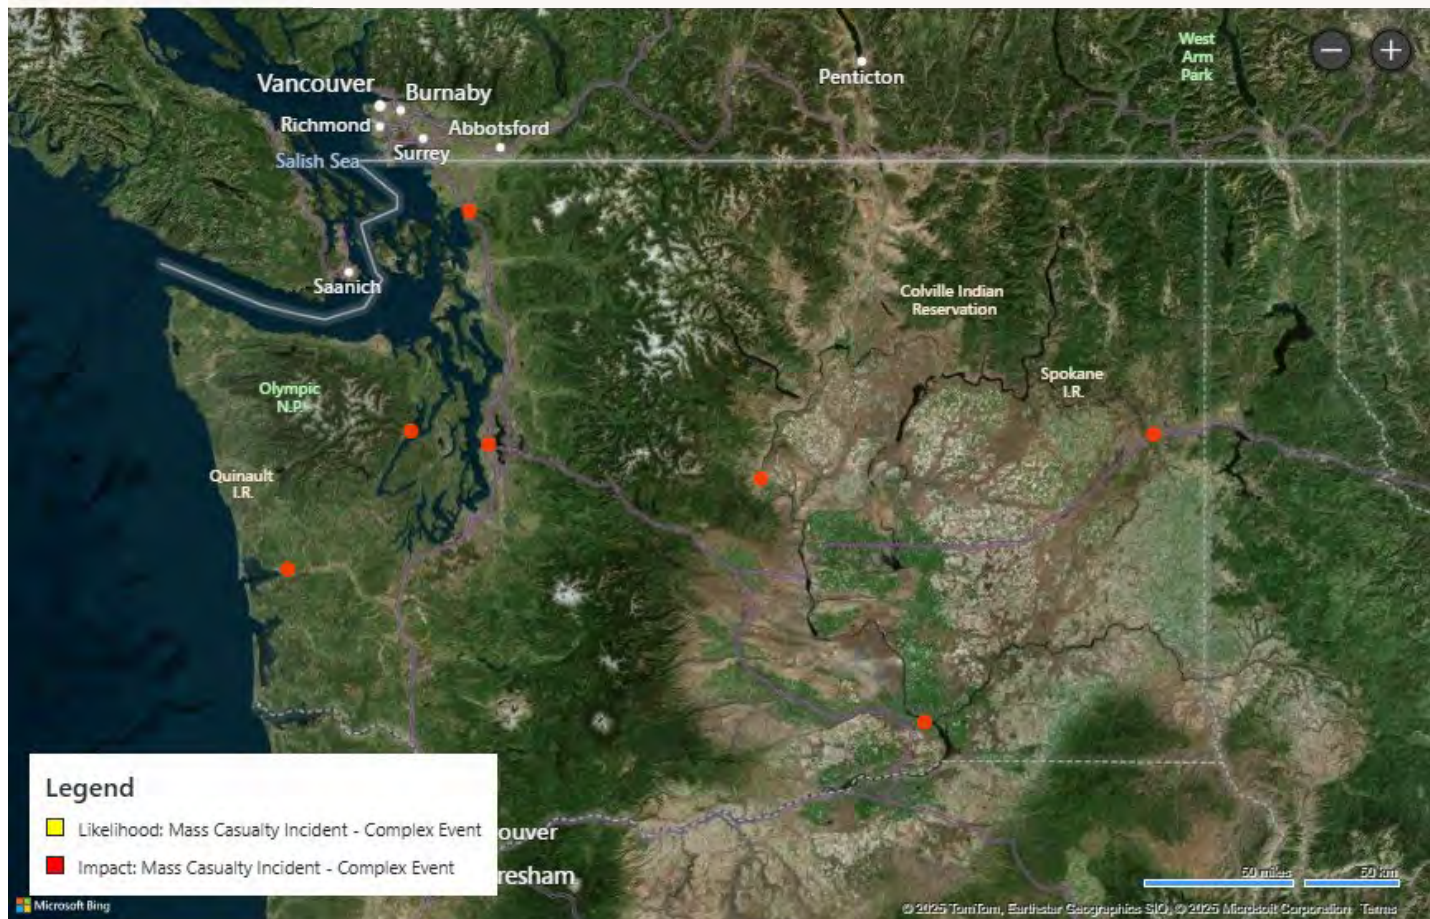 Vancouver
Burnaby
Richmond
Abbotsford
Surrey
Salish Sea
Penticton
West
Arm
Park
Saanich
Colville Indian
Reservation
Olympic
N.P.
Spokane
I.R.
Quinault
I.R.
Legend
Likelihood: Mass Casualty Incident - Complex Event
Impact: Mass Casualty Incident - Complex Event
ouver
resham
50 miles
50 km
Microsoft Bing
© 2025 TomTom, Earthstar Geographics SIO, © 2025 Microsoft Corporation Terms